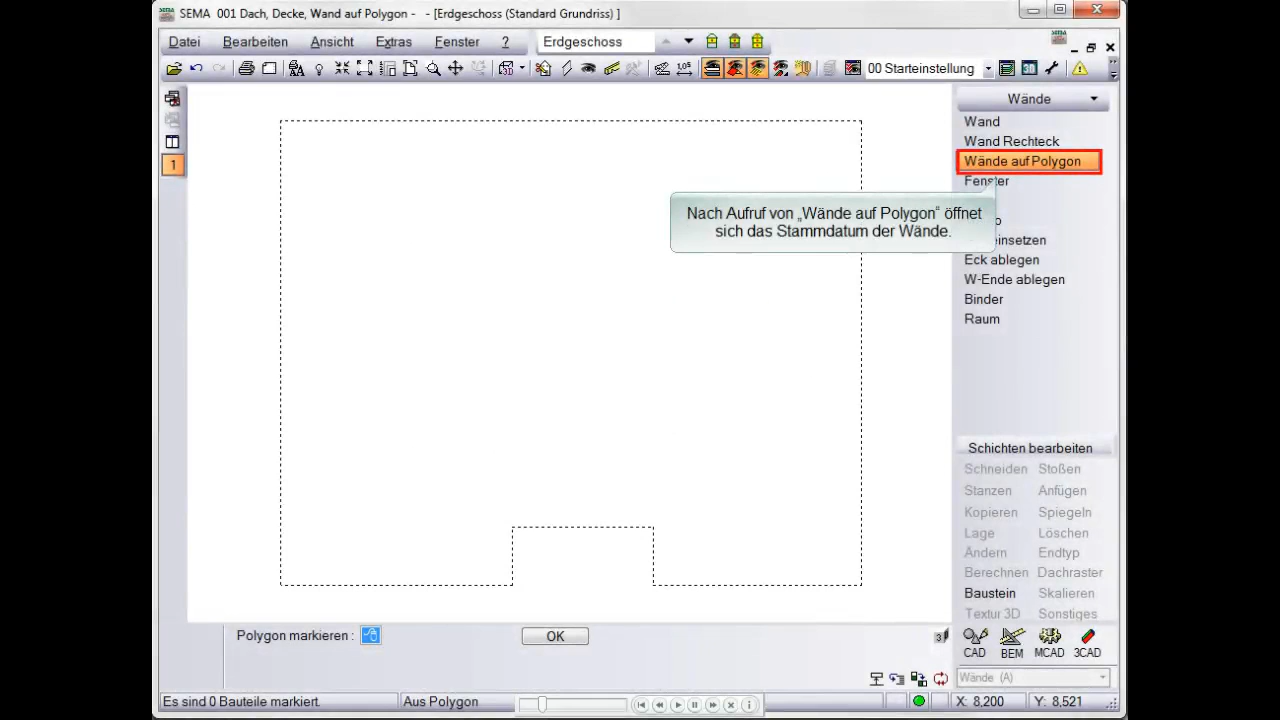 SEMA 001 Dach, Decke, Wand auf Polygon - - [Erdgeschoss (Standard Grundriss) ]
Datei Bearbeiten Ansicht Extras Fenster ? Erdgeschoss
00 Starteinstellung 3D
1
Wände
Wand
Wand Rechteck
Wände auf Polygon
Fenster
Nach Aufruf von „Wände auf Polygon" öffnet
sich das Stammdatum der Wände.
Eck ablegen
W-Ende ablegen
Binder
Raum
Schichten bearbeiten
Schneiden Stoßen
Stanzen Anfügen
Kopieren Spiegeln
Lage Löschen
Ändern Endtyp
Berechnen Dachraster
Baustein Skalieren
Textur 3D Sonstiges
CAD BEM MCAD 3CAD
Polygon markieren : OK
Wände (A)
Es sind 0 Bauteile markiert. Aus Polygon X: 8,200 Y: 8,521